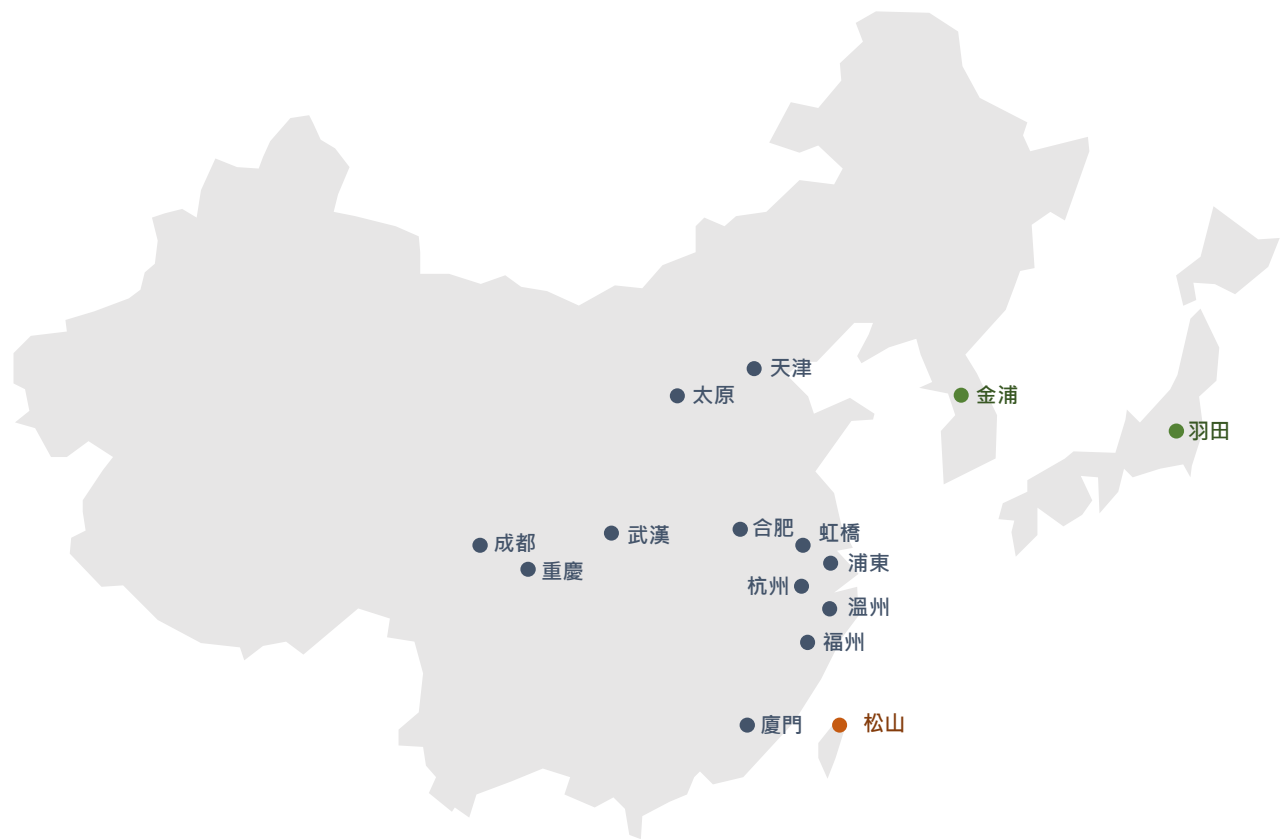 天津
太原
金浦
羽田
合肥
虹橋
武漢
成都
浦東
重慶
杭州
溫州
福州
廈門
松山